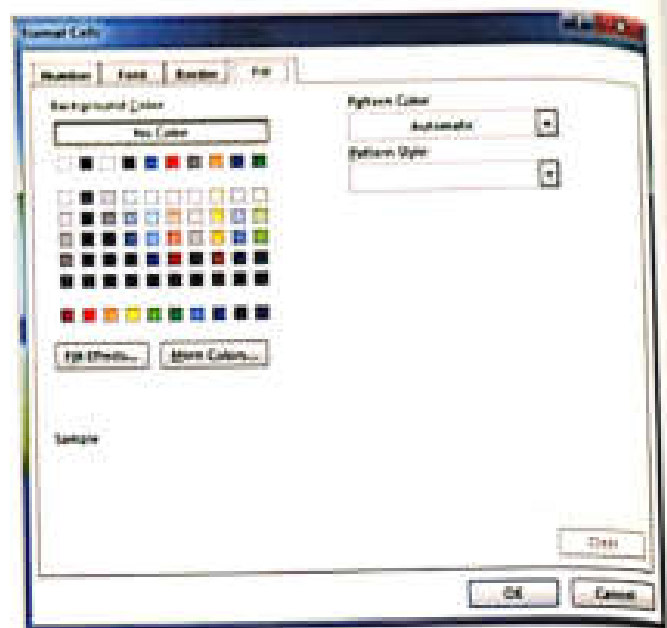 Format Cells
Number Font Border Fill
Background Color
No Color
Pattern Color
Automatic
Pattern Style
Fill Effects... More Colors...
Sample
Clear
OK Cancel